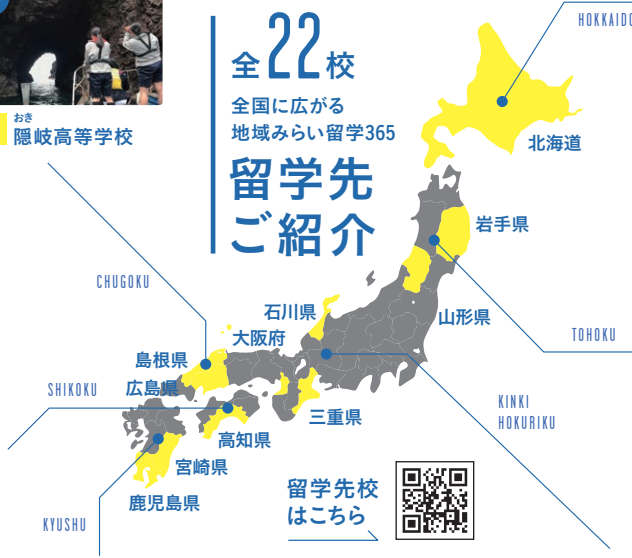 おき
隠岐高等学校
全22校
全国に広がる
地域みらい留学365
留学先
ご紹介
HOKKAIDO
北海道
岩手県
山形県
TOHOKU
CHUGOKU
石川県
大阪府
島根県
広島県
SHIKOKU
KINKI
HOKURIKU
三重県
高知県
宮崎県
鹿児島県
KYUSHU
留学先校
はこちら